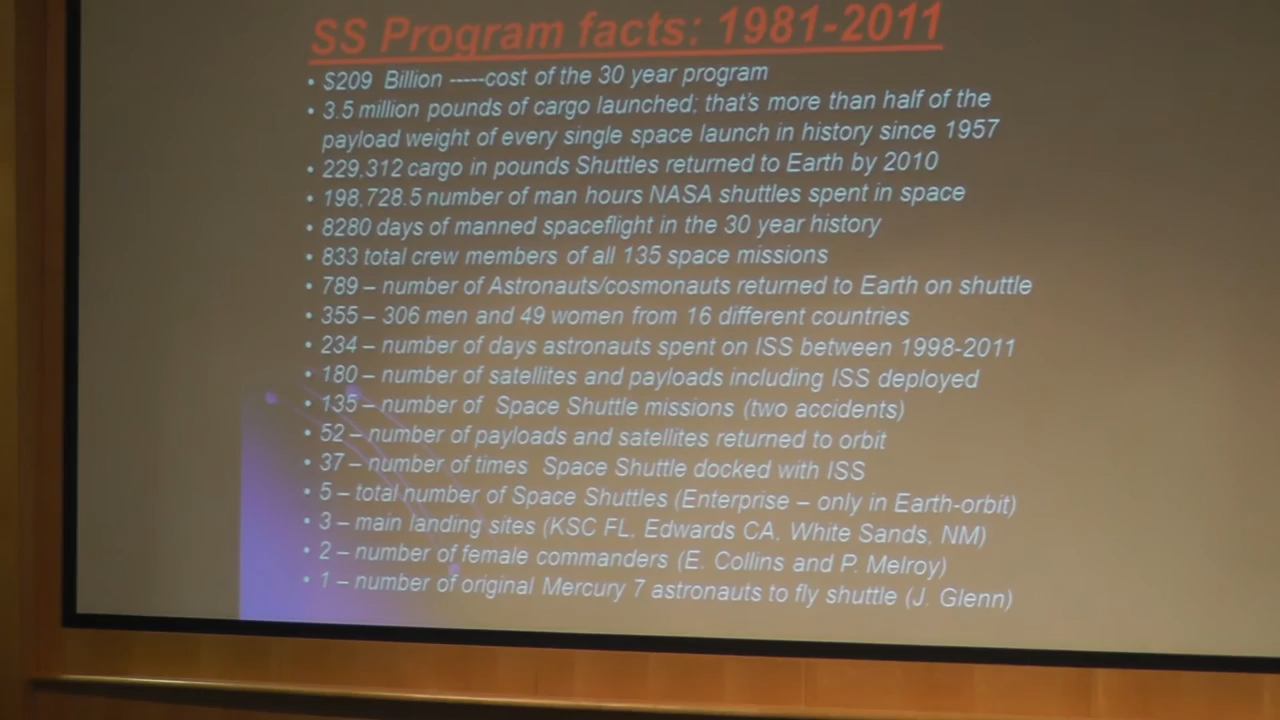 SS Program facts: 1981-2011
• $209 Billion -----cost of the 30 year program
• 3.5 million pounds of cargo launched; that's more than half of the
payload weight of every single space launch in history since 1957
• 229,312 cargo in pounds Shuttles returned to Earth by 2010
• 198,728.5 number of man hours NASA shuttles spent in space
• 8280 days of manned spaceflight in the 30 year history
• 833 total crew members of all 135 space missions
• 789 – number of Astronauts/cosmonauts returned to Earth on shuttle
• 355 – 306 men and 49 women from 16 different countries
• 234 – number of days astronauts spent on ISS between 1998-2011
• 180 – number of satellites and payloads including ISS deployed
• 135 – number of Space Shuttle missions (two accidents)
• 52 – number of payloads and satellites returned to orbit
• 37 – number of times Space Shuttle docked with ISS
• 5 – total number of Space Shuttles (Enterprise – only in Earth-orbit)
• 3 – main landing sites (KSC FL, Edwards CA, White Sands, NM)
• 2 – number of female commanders (E. Collins and P. Melroy)
• 1 – number of original Mercury 7 astronauts to fly shuttle (J. Glenn)